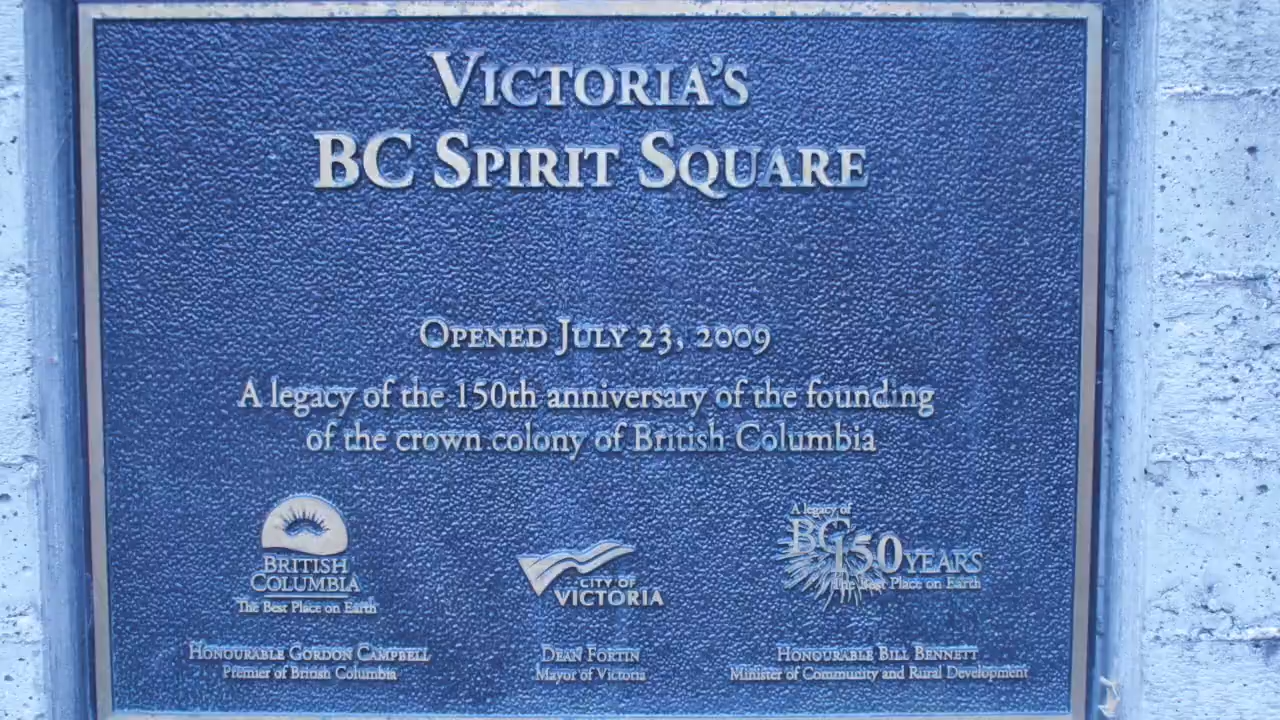 VICTORIA'S
BC SPIRIT SQUARE
OPENED JULY 23, 2009
A legacy of the 150th anniversary of the founding
of the crown colony of British Columbia
BRITISH
COLUMBIA
The Best Place on Earth
CITY OF
VICTORIA
A legacy of
BC150 YEARS
The Best Place on Earth
HONOURABLE GORDON CAMPBELL
Premier of British Columbia
DEAN FORTIN
Mayor of Victoria
HONOURABLE BILL BENNETT
Minister of Community and Rural Development